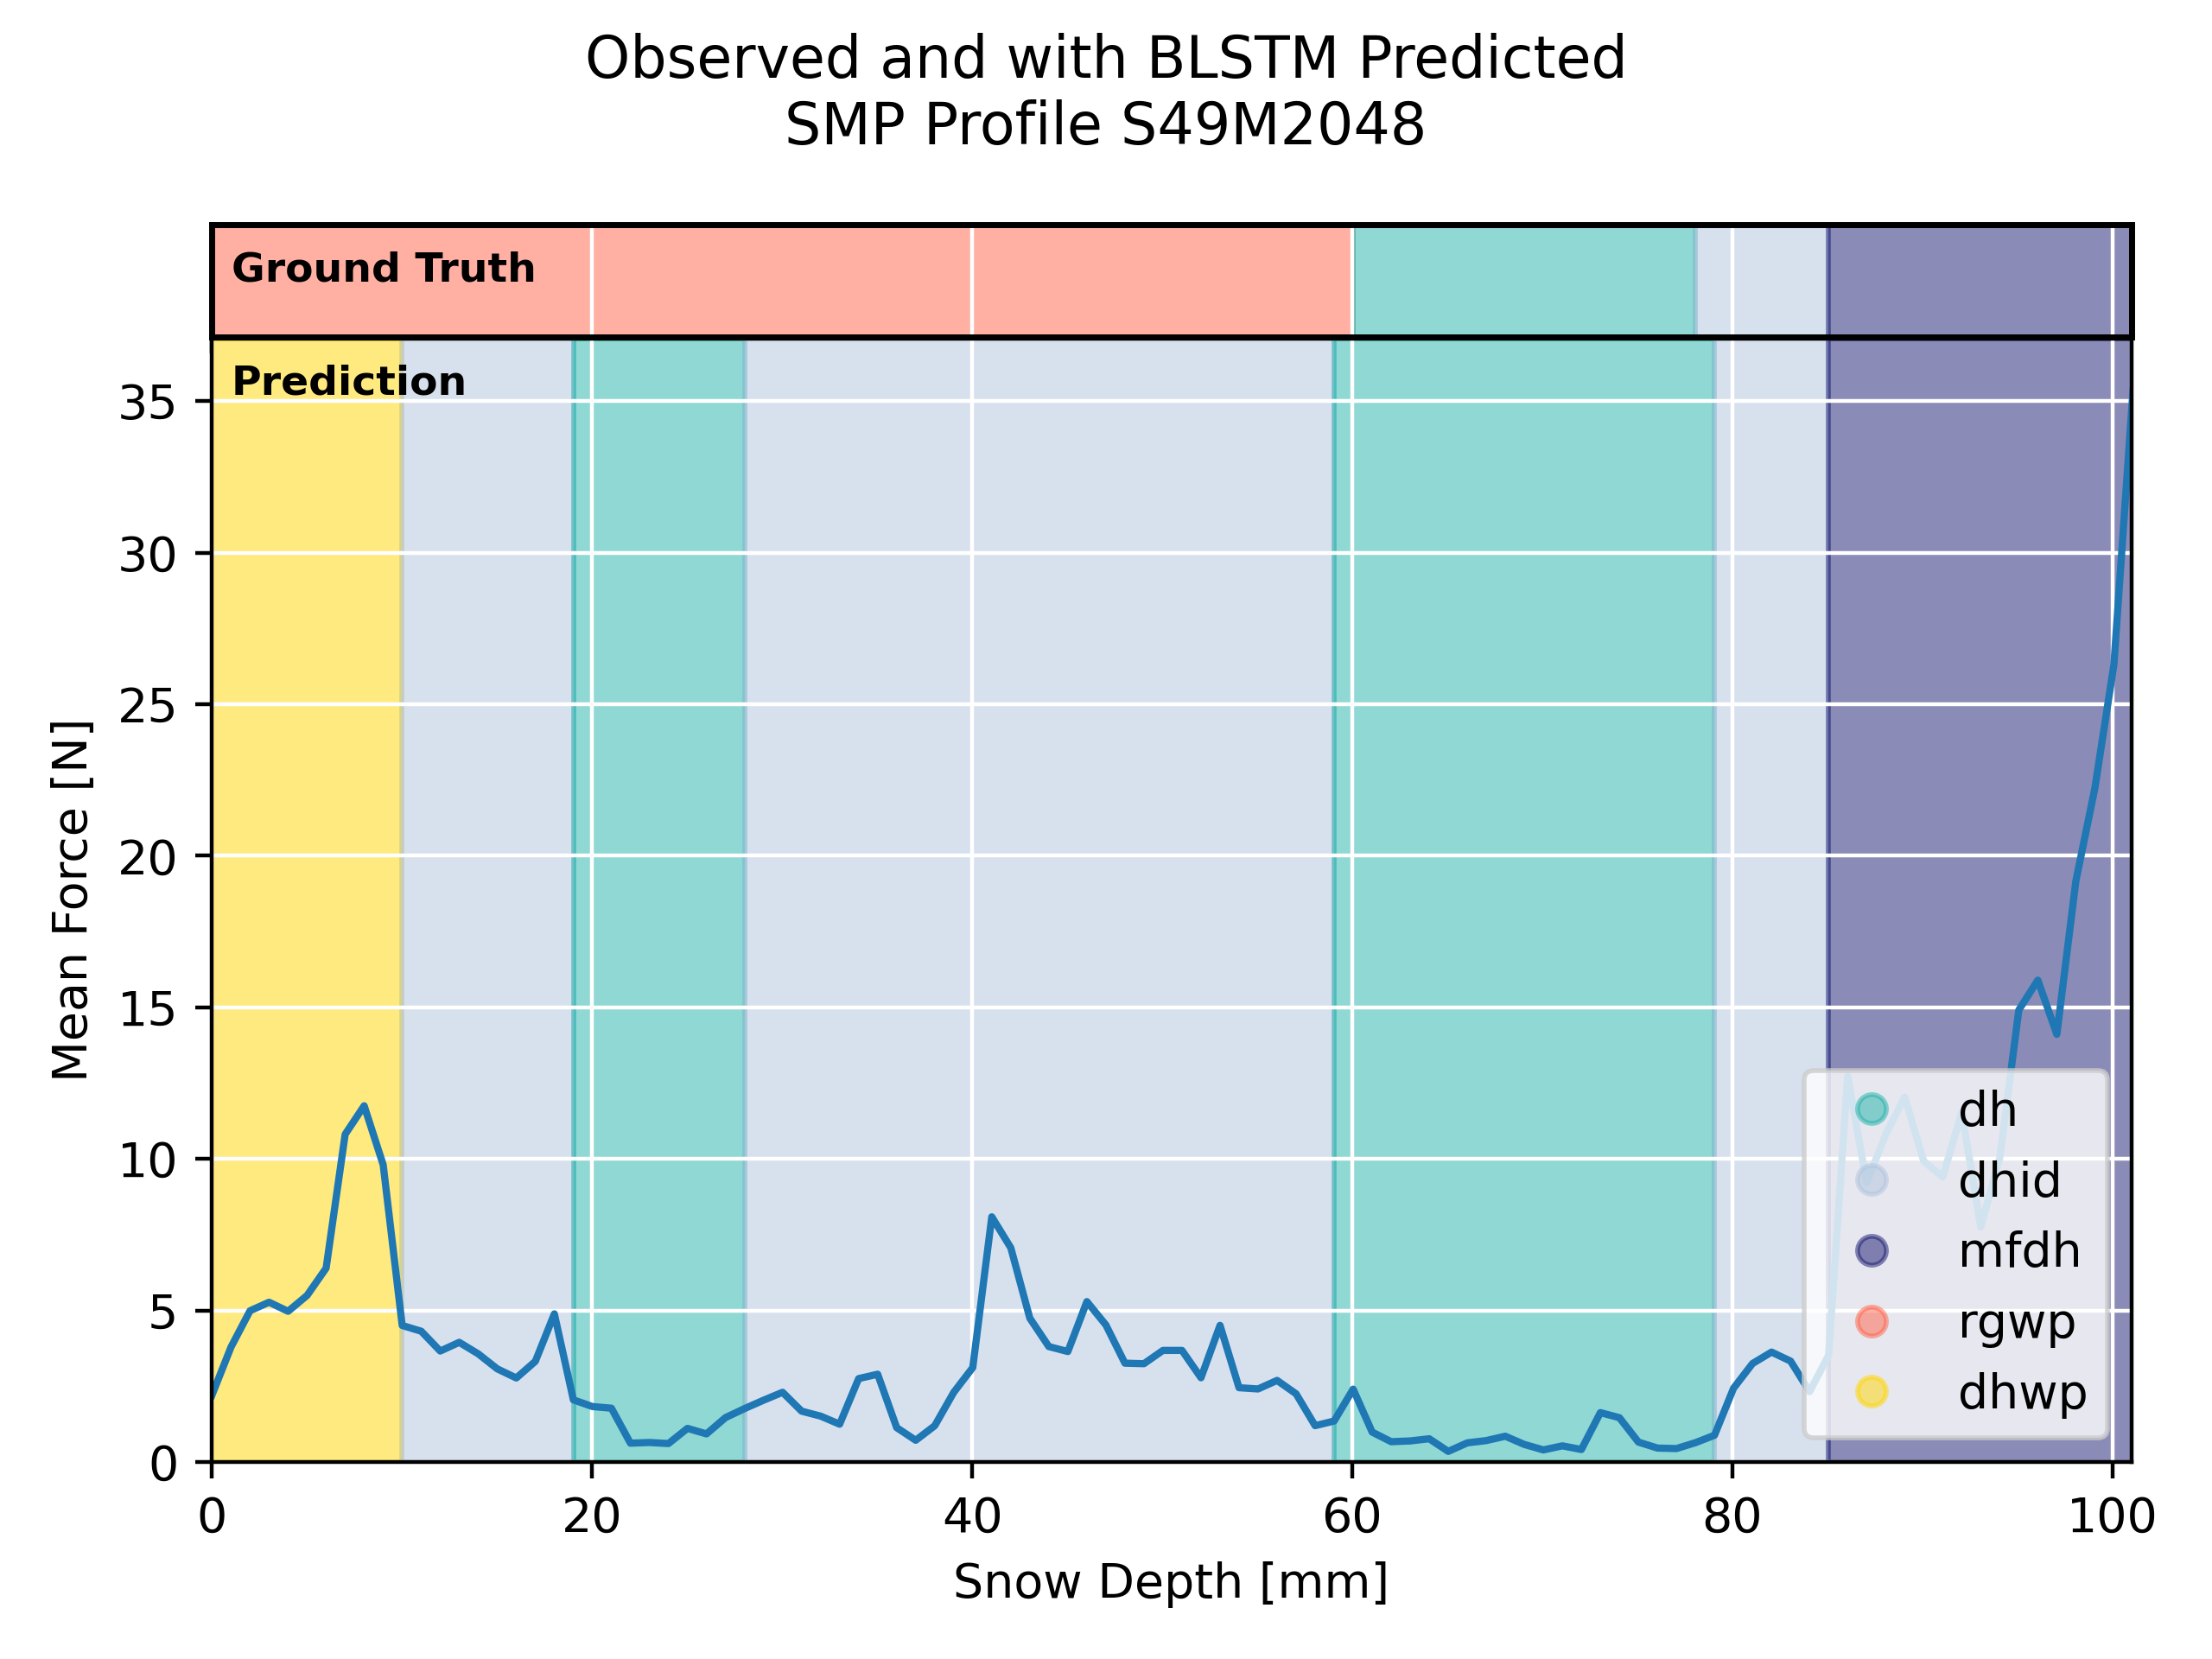 Observed and with BLSTM Predicted
SMP Profile S49M2048
Ground Truth
Prediction
35
30
25
20
15
10
5
0
Mean Force [N]
dh
dhid
mfdh
rgwp
dhwp
0 20 40 60 80 100
Snow Depth [mm]